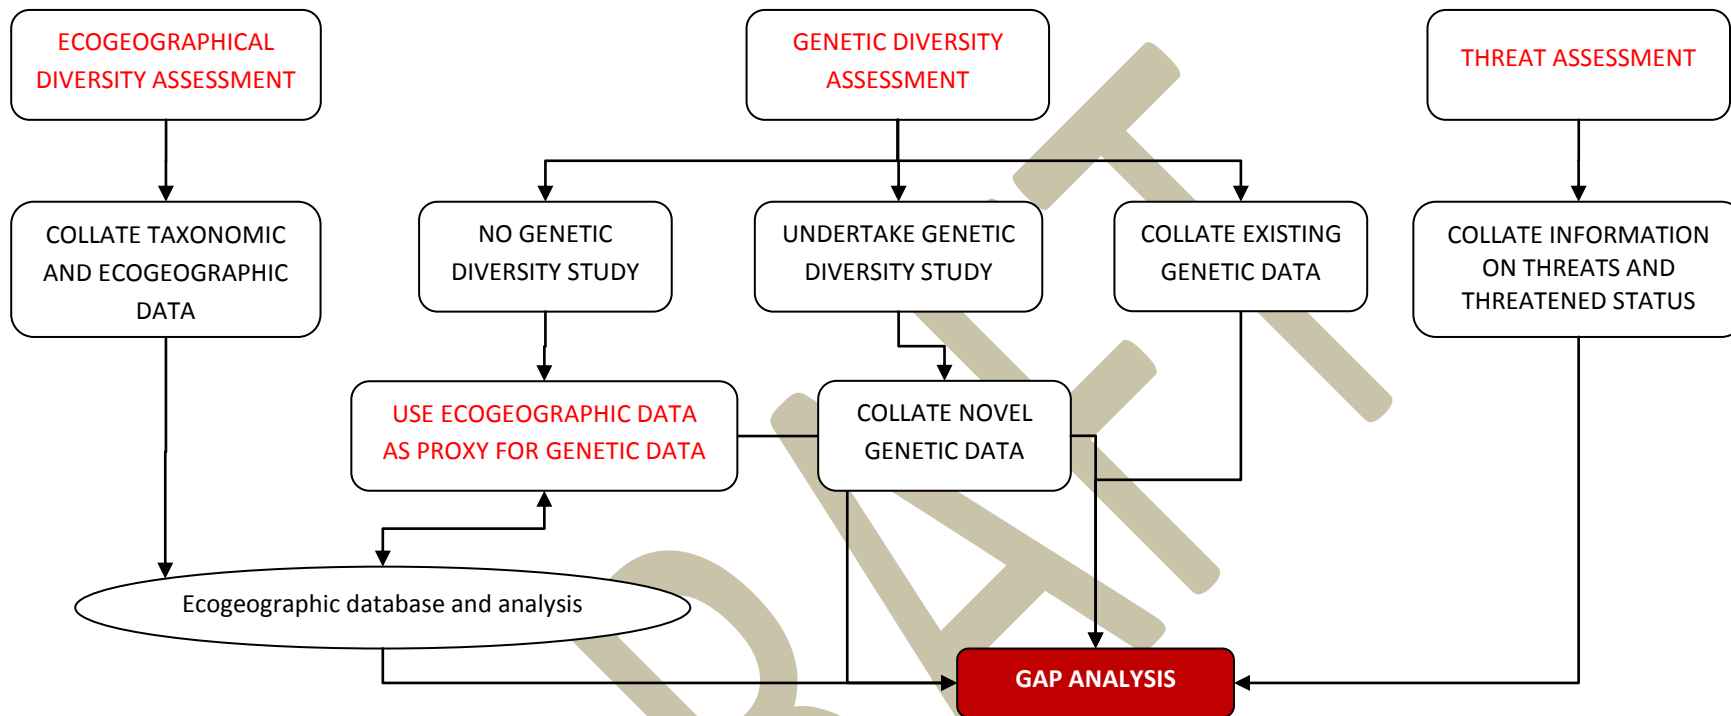 ECOGEOGRAPHICAL
DIVERSITY ASSESSMENT
GENETIC DIVERSITY
ASSESSMENT
THREAT ASSESSMENT
COLLATE TAXONOMIC
AND ECOGEOGRAPHIC
DATA
NO GENETIC
DIVERSITY STUDY
UNDERTAKE GENETIC
DIVERSITY STUDY
COLLATE EXISTING
GENETIC DATA
COLLATE INFORMATION
ON THREATS AND
THREATENED STATUS
USE ECOGEOGRAPHIC DATA
AS PROXY FOR GENETIC DATA
COLLATE NOVEL
GENETIC DATA
Ecogeographic database and analysis
GAP ANALYSIS